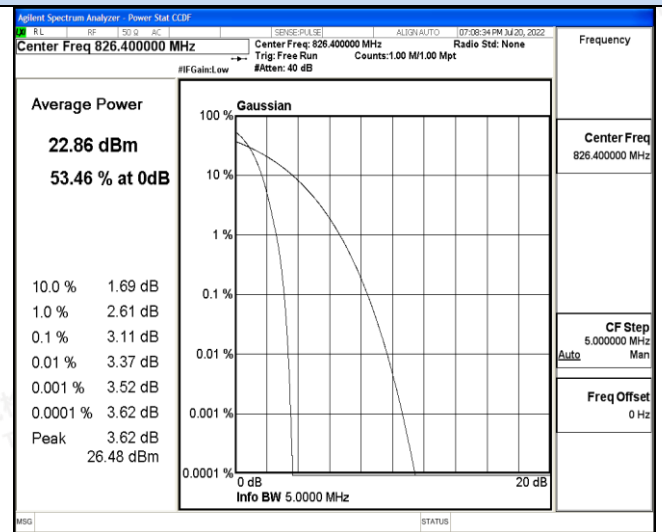 Agilent Spectrum Analyzer - Power Stat CCDF
RL RF 50 Ω AC SENSE:PULSE ALIGN AUTO 07:08:34 PM Jul 20, 2022
Center Freq 826.400000 MHz
Center Freq: 826.400000 MHz Radio Std: None
Trig: Free Run Counts:1.00 M/1.00 Mpt
#IFGain:Low #Atten: 40 dB
Frequency
Average Power
22.86 dBm
53.46 % at 0dB
10.0 % 1.69 dB
1.0 % 2.61 dB
0.1 % 3.11 dB
0.01 % 3.37 dB
0.001 % 3.52 dB
0.0001 % 3.62 dB
Peak 3.62 dB
26.48 dBm
Gaussian
100 %
10 %
1 %
0.1 %
0.01 %
0.001 %
0.0001 %
0 dB 20 dB
Info BW 5.0000 MHz
Center Freq
826.400000 MHz
CF Step
5.000000 MHz
Auto Man
Freq Offset
0 Hz
MSG STATUS